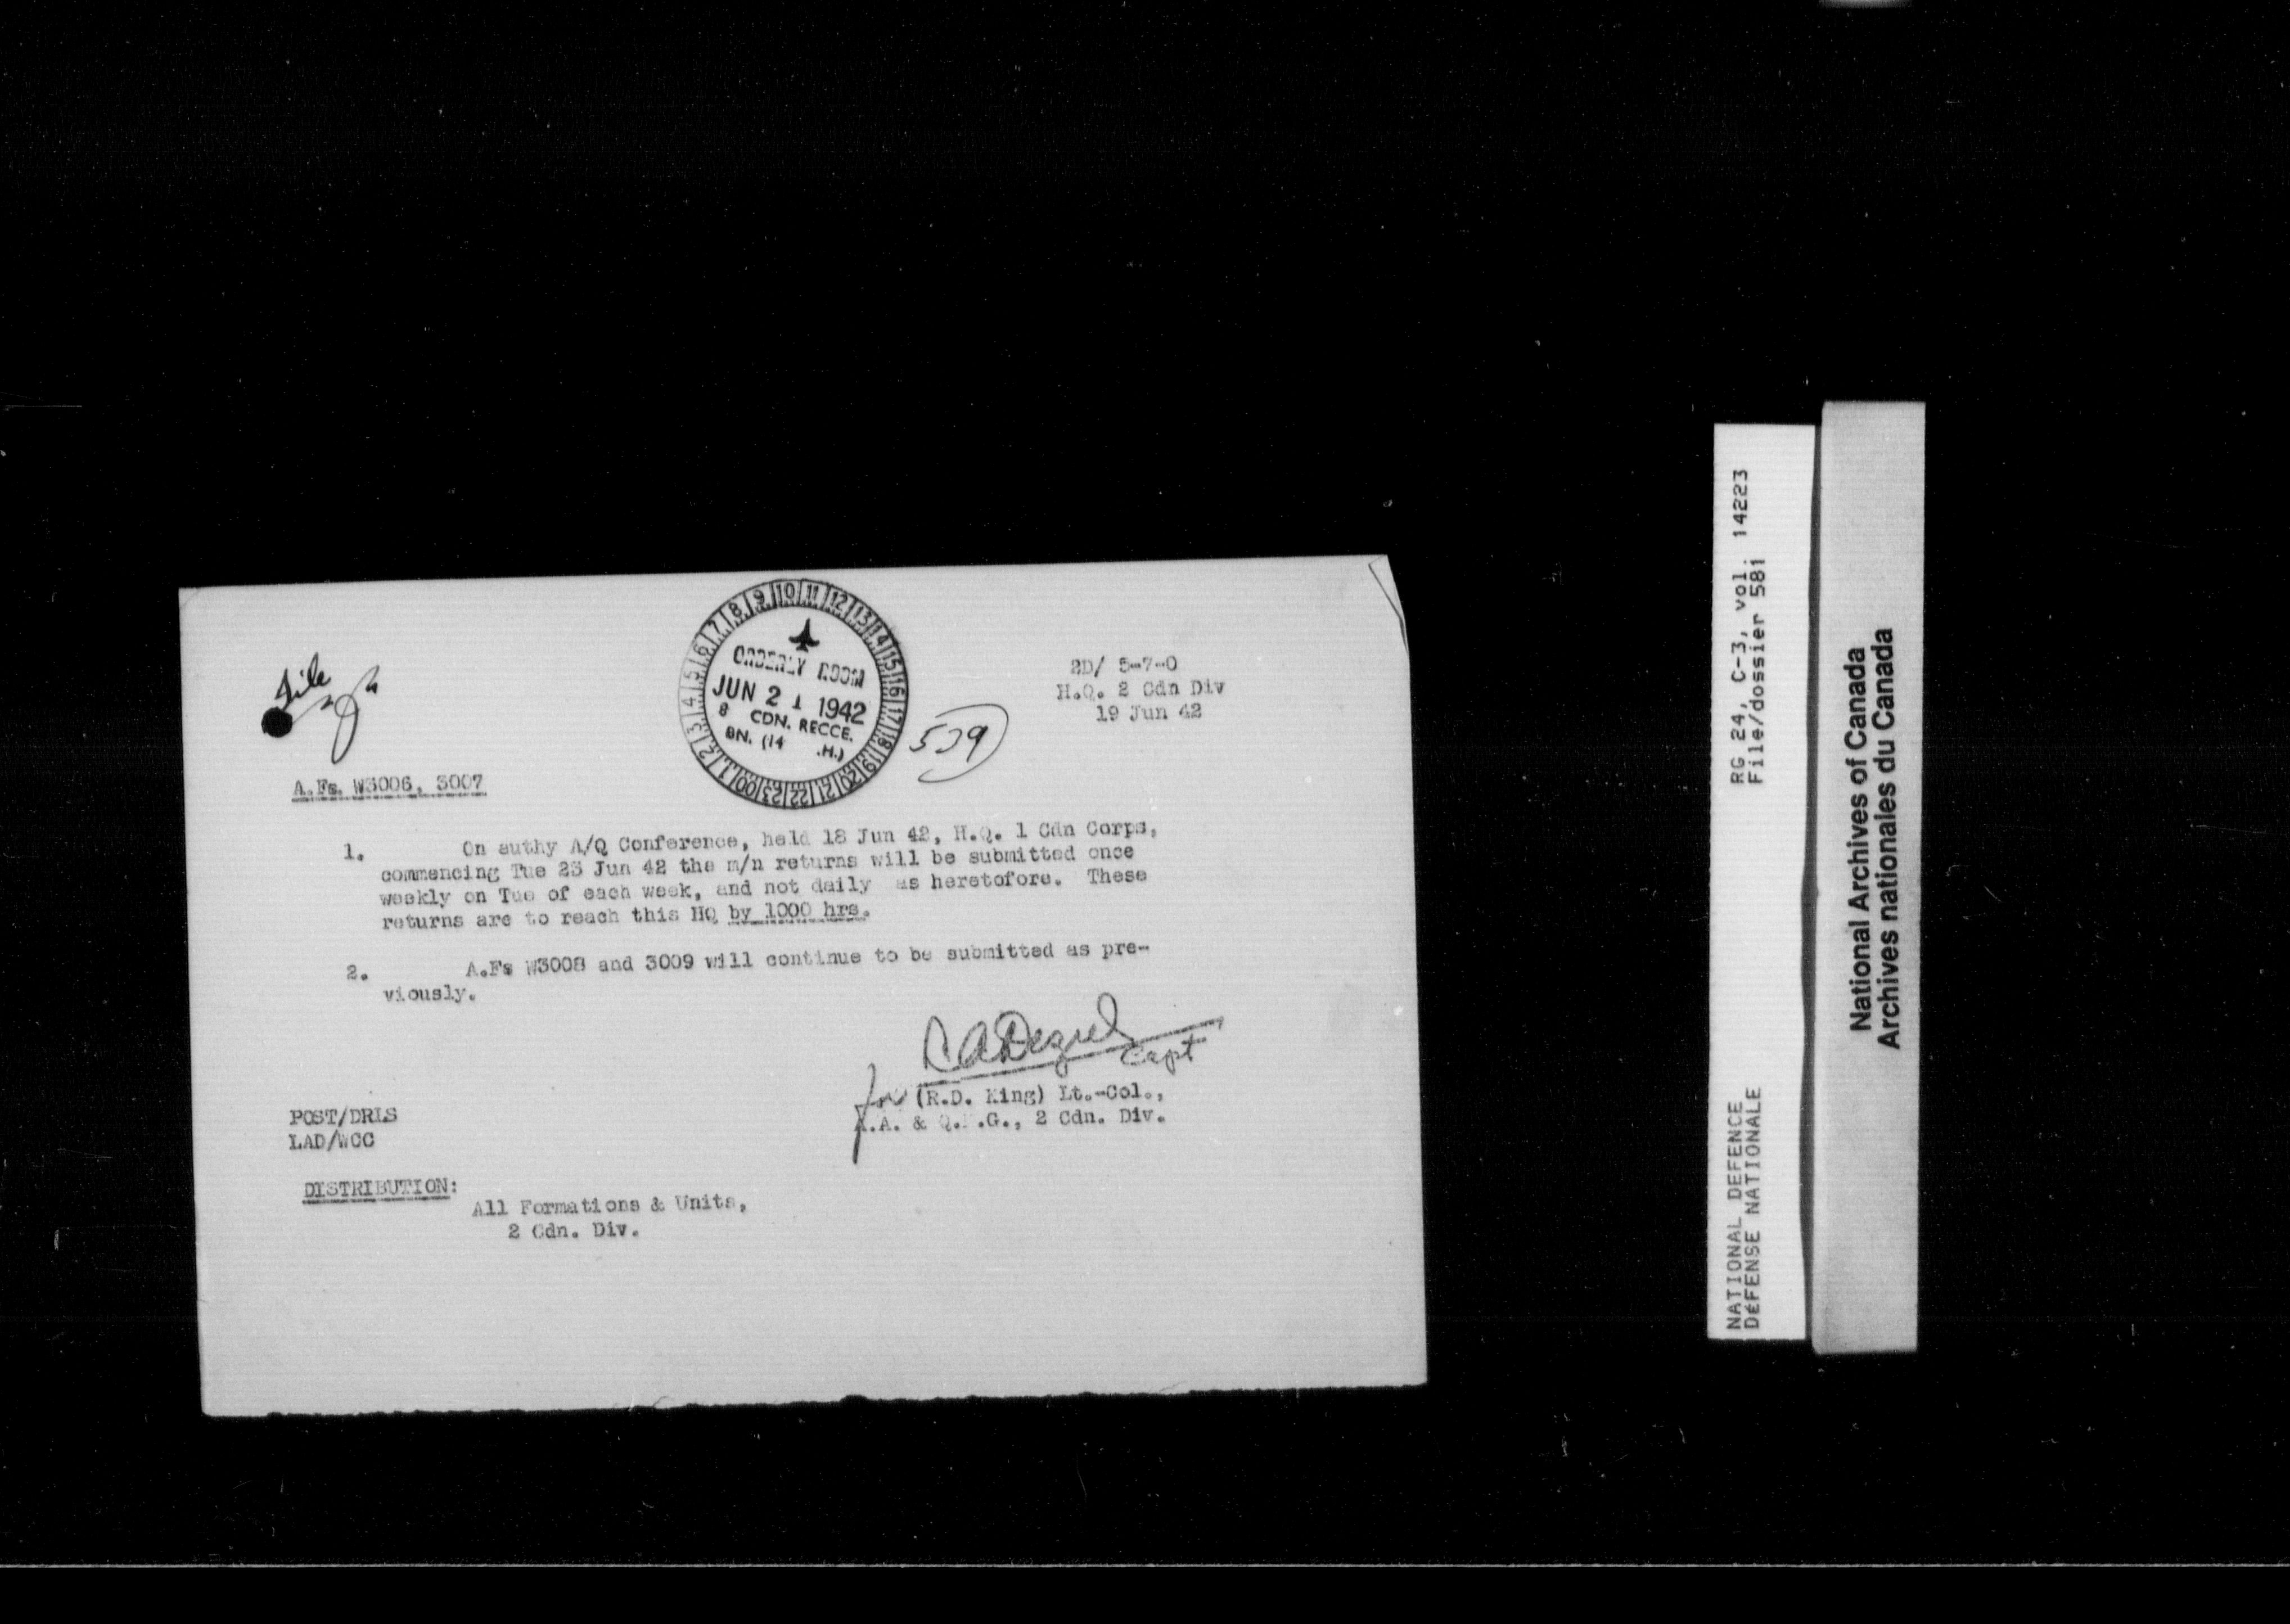 File
ORDERLY ROOM
JUN 21 1942
8 CDN. RECCE.
BN. (14 .H.)
539
2D/ 5-7-0
H.Q. 2 Cdn Div
19 Jun 42
A.Fs. W3006, 3007
1. On authy A/Q Conference, held 18 Jun 42, H.Q. 1 Cdn Corps,
commencing Tue 23 Jun 42 the m/n returns will be submitted once
weekly on Tue of each week, and not daily as heretofore. These
returns are to reach this HQ by 1000 hrs.
2. A.Fs W3008 and 3009 will continue to be submitted as pre-
viously.
Capt
for (R.D. King) Lt.-Col.,
A.A. & Q.M.G., 2 Cdn. Div.
POST/DRLS
LAD/WCC
DISTRIBUTION:
All Formations & Units,
2 Cdn. Div.
RG 24, C-3, vol. 14223
File/dossier 581
NATIONAL DEFENCE
DéFENSE NATIONALE
National Archives of Canada
Archives nationales du Canada